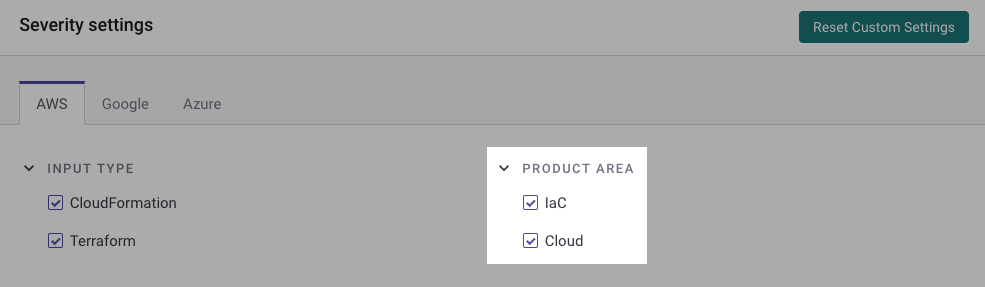 Severity settings
Reset Custom Settings
AWS Google Azure
INPUT TYPE
CloudFormation
Terraform
PRODUCT AREA
IaC
Cloud